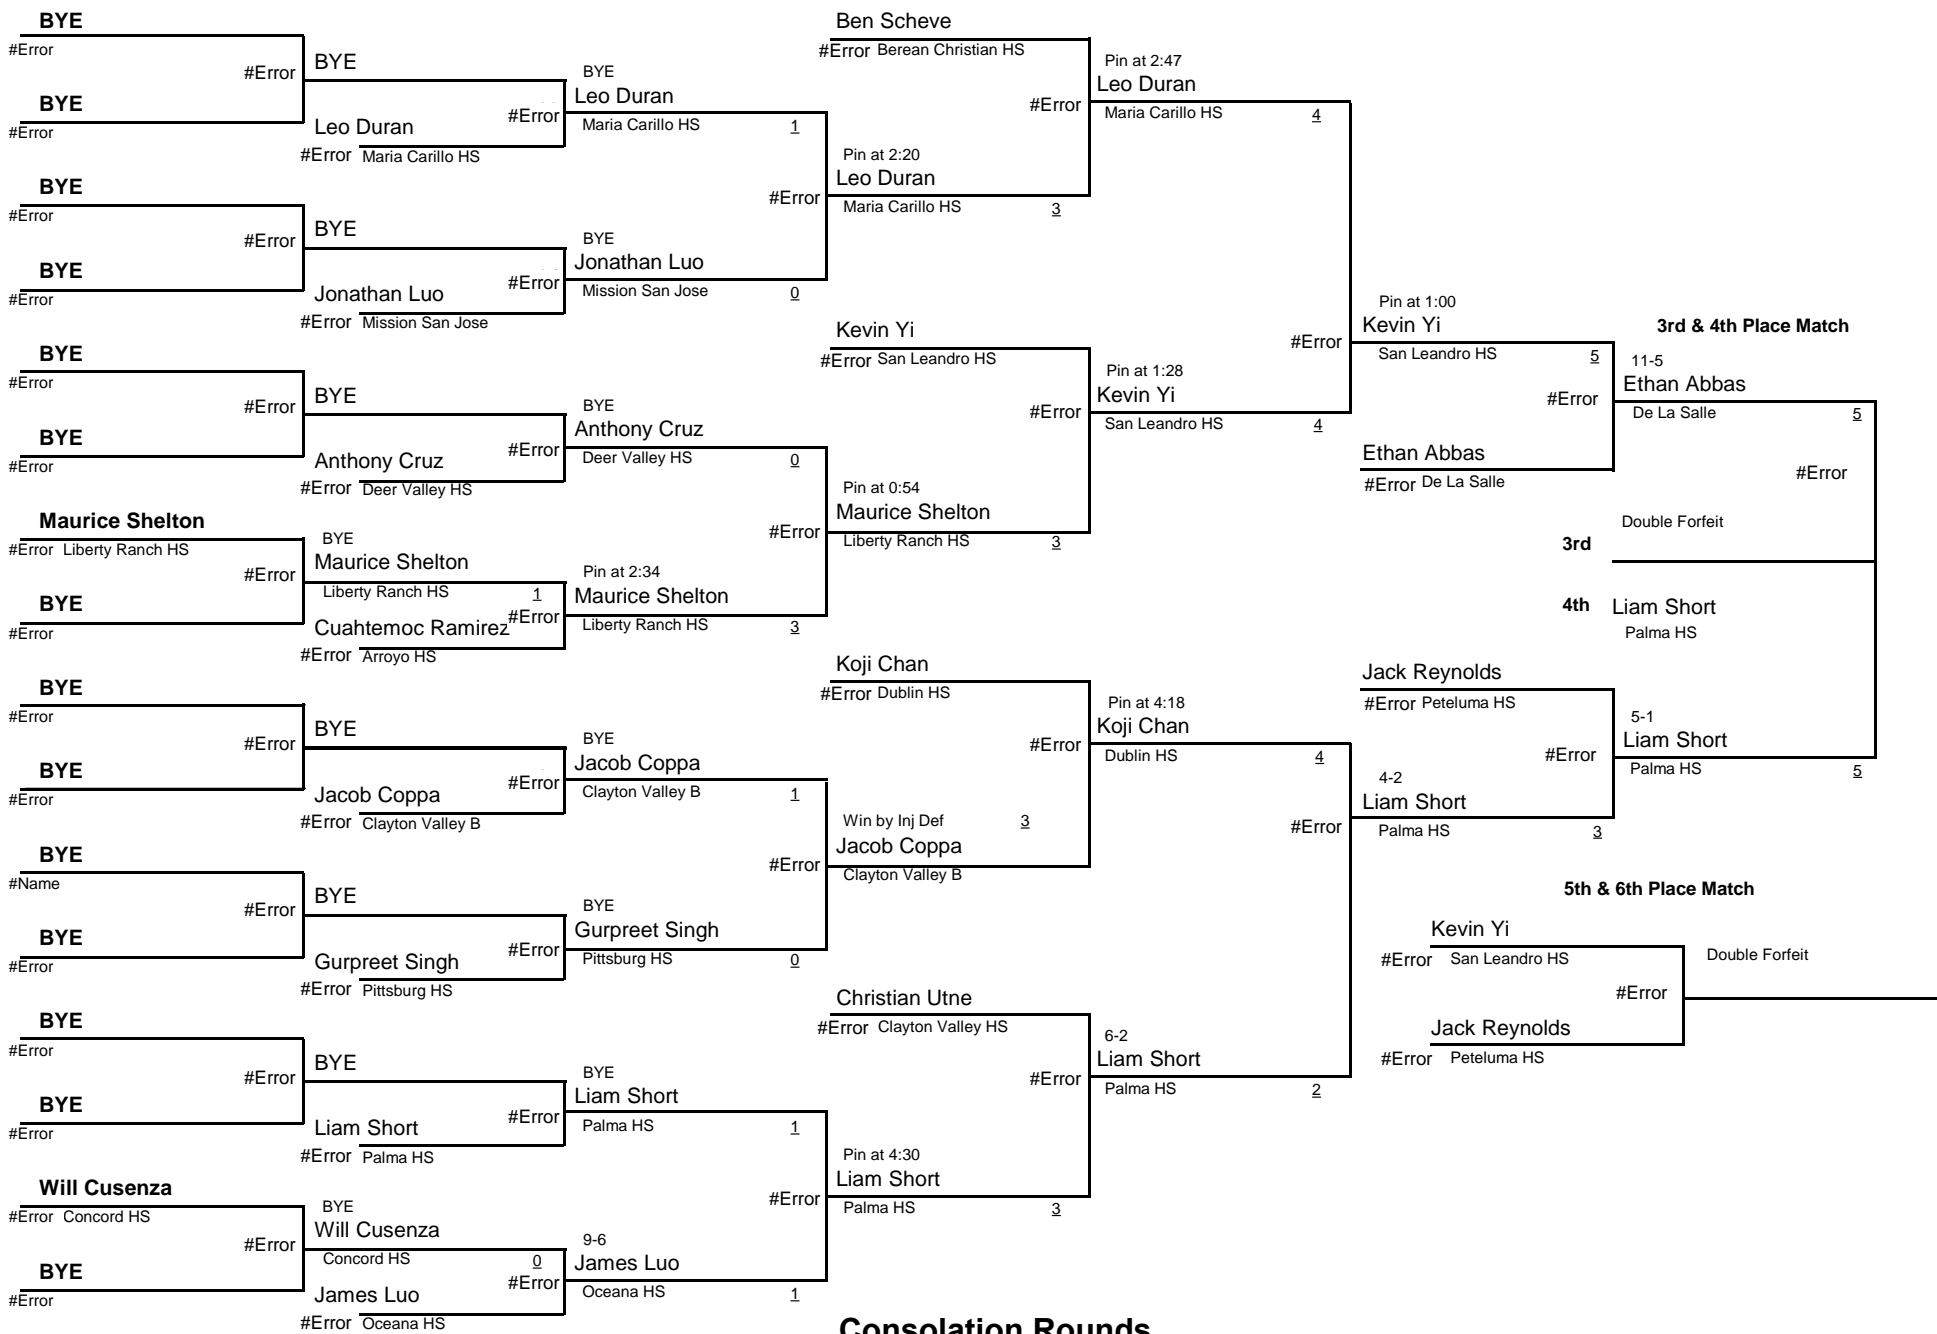 BYE
#Error
#Error
BYE
#Error
BYE
Leo Duran
#Error Maria Carillo HS
#Error
BYE
Leo Duran
Maria Carillo HS 1
BYE
#Error
#Error
BYE
#Error
BYE
Jonathan Luo
#Error Mission San Jose
#Error
BYE
Jonathan Luo
Mission San Jose 0
#Error
Pin at 2:20
Leo Duran
Maria Carillo HS 3
Ben Scheve
#Error Berean Christian HS
#Error
Pin at 2:47
Leo Duran
Maria Carillo HS 4
BYE
#Error
#Error
BYE
#Error
BYE
Anthony Cruz
#Error Deer Valley HS
#Error
BYE
Anthony Cruz
Deer Valley HS 0
Maurice Shelton
#Error Liberty Ranch HS
#Error
BYE
#Error
BYE
Maurice Shelton
Liberty Ranch HS 1
Cuahtemoc Ramirez
#Error
#Error Arroyo HS
Pin at 2:34
Maurice Shelton
Liberty Ranch HS 3
#Error
Pin at 0:54
Maurice Shelton
Liberty Ranch HS 3
Kevin Yi
#Error San Leandro HS
#Error
Pin at 1:28
Kevin Yi
San Leandro HS 4
#Error
Pin at 1:00
Kevin Yi
San Leandro HS 5
Ethan Abbas
#Error De La Salle
#Error
3rd & 4th Place Match
11-5
Ethan Abbas
De La Salle 5
#Error
Double Forfeit
3rd
4th Liam Short
Palma HS
BYE
#Error
#Error
BYE
#Error
BYE
Jacob Coppa
#Error Clayton Valley B
#Error
BYE
Jacob Coppa
Clayton Valley B 1
BYE
#Name
#Error
BYE
#Error
BYE
Gurpreet Singh
#Error Pittsburg HS
#Error
BYE
Gurpreet Singh
Pittsburg HS 0
#Error
Win by Inj Def 3
Jacob Coppa
Clayton Valley B
Koji Chan
#Error Dublin HS
#Error
Pin at 4:18
Koji Chan
Dublin HS 4
BYE
#Error
#Error
BYE
#Error
BYE
Liam Short
#Error Palma HS
#Error
BYE
Liam Short
Palma HS 1
Will Cusenza
#Error Concord HS
#Error
BYE
#Error
BYE
Will Cusenza
Concord HS 0
#Error
James Luo
#Error Oceana HS
9-6
James Luo
Oceana HS 1
#Error
Pin at 4:30
Liam Short
Palma HS 3
Christian Utne
#Error Clayton Valley HS
#Error
6-2
Liam Short
Palma HS 2
#Error
4-2
Liam Short
Palma HS 3
Jack Reynolds
#Error Peteluma HS
#Error
5-1
Liam Short
Palma HS 5
5th & 6th Place Match
Kevin Yi
#Error San Leandro HS
#Error
Double Forfeit
Jack Reynolds
#Error Peteluma HS
Consolation Rounds